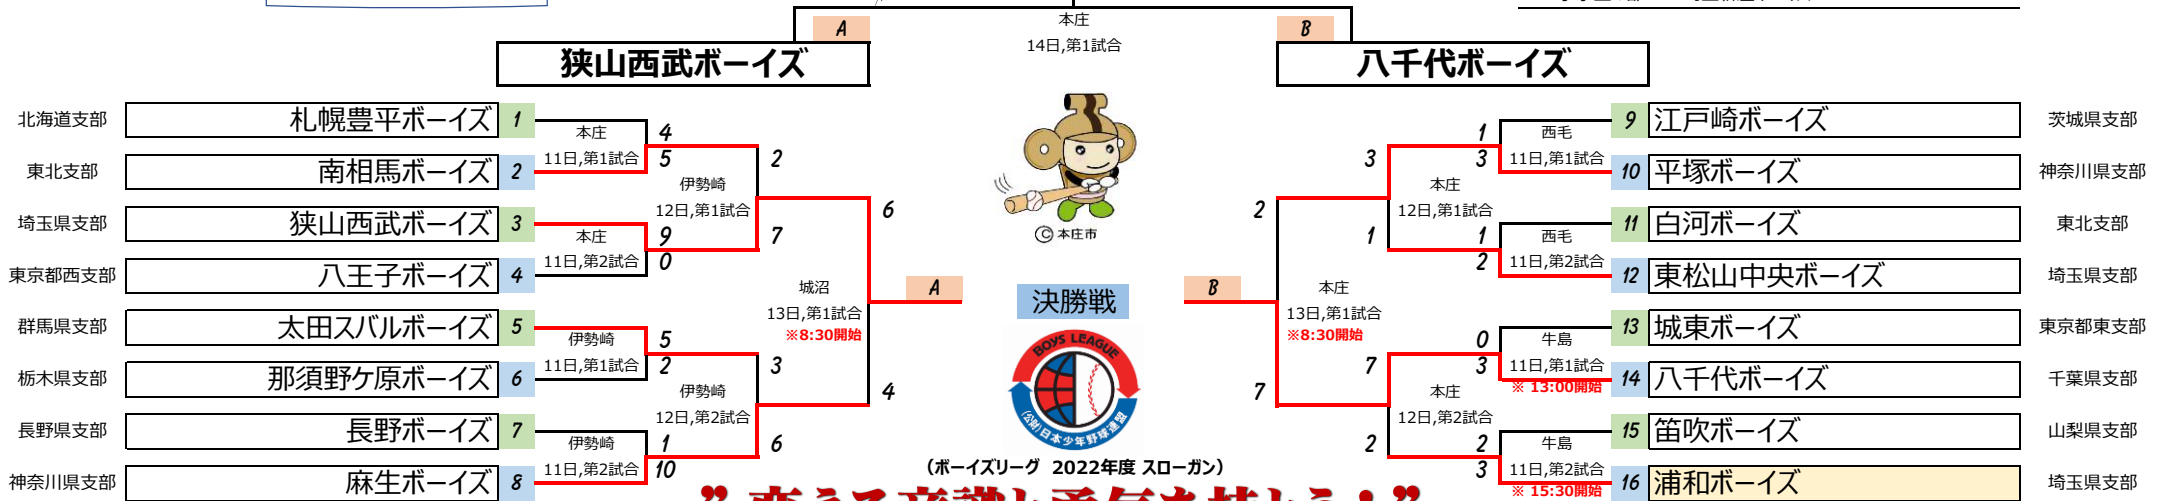 本庄
14日,第1試合
A
B
狭山西武ボーイズ
八千代ボーイズ
北海道支部 札幌豊平ボーイズ 1
東北支部 南相馬ボーイズ 2
埼玉県支部 狭山西武ボーイズ 3
東京都西支部 八王子ボーイズ 4
群馬県支部 太田スバルボーイズ 5
栃木県支部 那須野ケ原ボーイズ 6
長野県支部 長野ボーイズ 7
神奈川県支部 麻生ボーイズ 8
本庄 4
11日,第1試合 5
本庄 9
11日,第2試合 0
伊勢崎 5
11日,第1試合 2
伊勢崎 1
11日,第2試合 10
2
伊勢崎
12日,第1試合
7
3
伊勢崎
12日,第2試合
6
6
城沼
13日,第1試合
※8:30開始
4
A
©本庄市
決勝戦
BOYS LEAGUE
(公財)日本少年野球連盟
(ボーイズリーグ 2022年度 スローガン)
B
2
本庄
13日,第1試合
※8:30開始
7
3
本庄
12日,第1試合
1
7
本庄
12日,第2試合
2
1 西毛
3 11日,第1試合
1 西毛
2 11日,第2試合
0 牛島
3 11日,第1試合
※ 13:00開始
2 牛島
3 11日,第2試合
※ 15:30開始
9 江戸崎ボーイズ 茨城県支部
10 平塚ボーイズ 神奈川県支部
11 白河ボーイズ 東北支部
12 東松山中央ボーイズ 埼玉県支部
13 城東ボーイズ 東京都東支部
14 八千代ボーイズ 千葉県支部
15 笛吹ボーイズ 山梨県支部
16 浦和ボーイズ 埼玉県支部